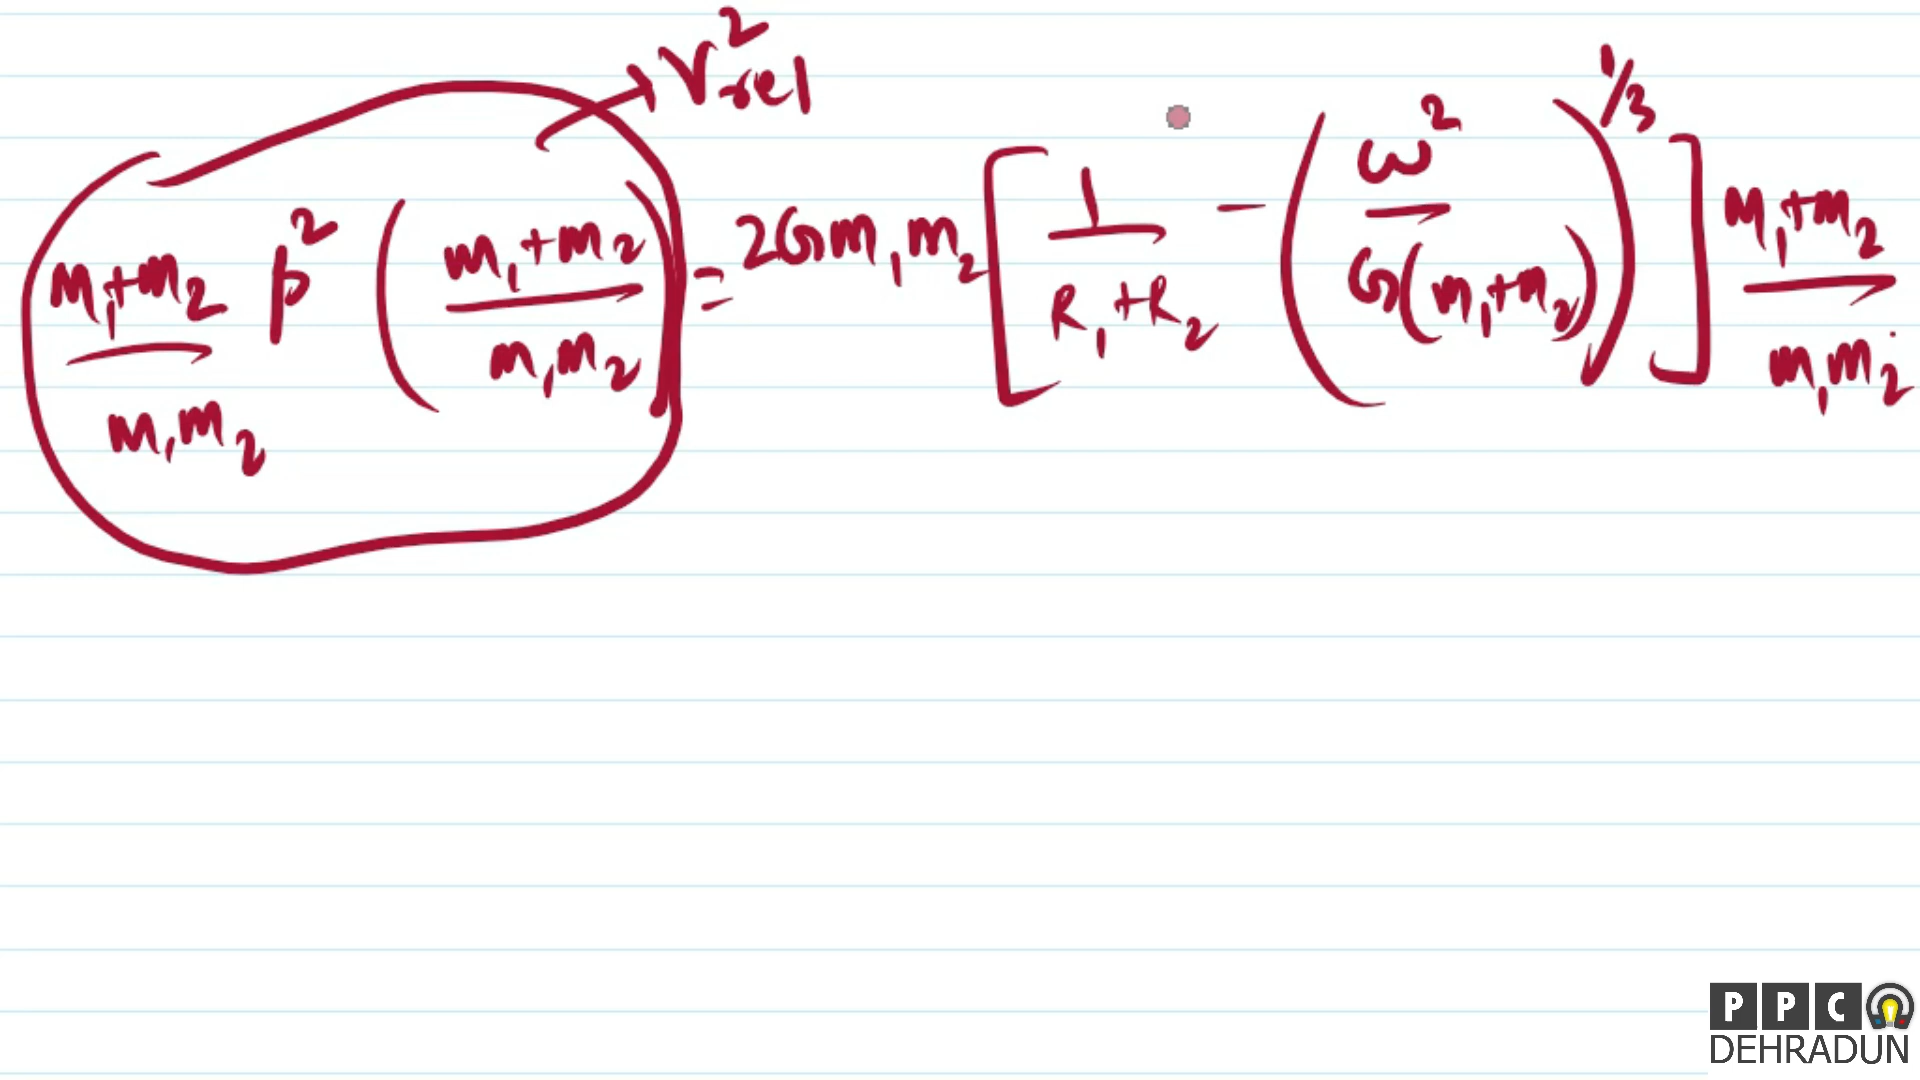 (m₁+m₂)/(m₁m₂) p² ((m₁+m₂)/(m₁m₂)) → V²rel = 2Gm₁m₂ [1/(R₁+R₂) - (ω²/(G(m₁+m₂)))^1/3] (m₁+m₂)/(m₁m₂)
PPC
DEHRADUN